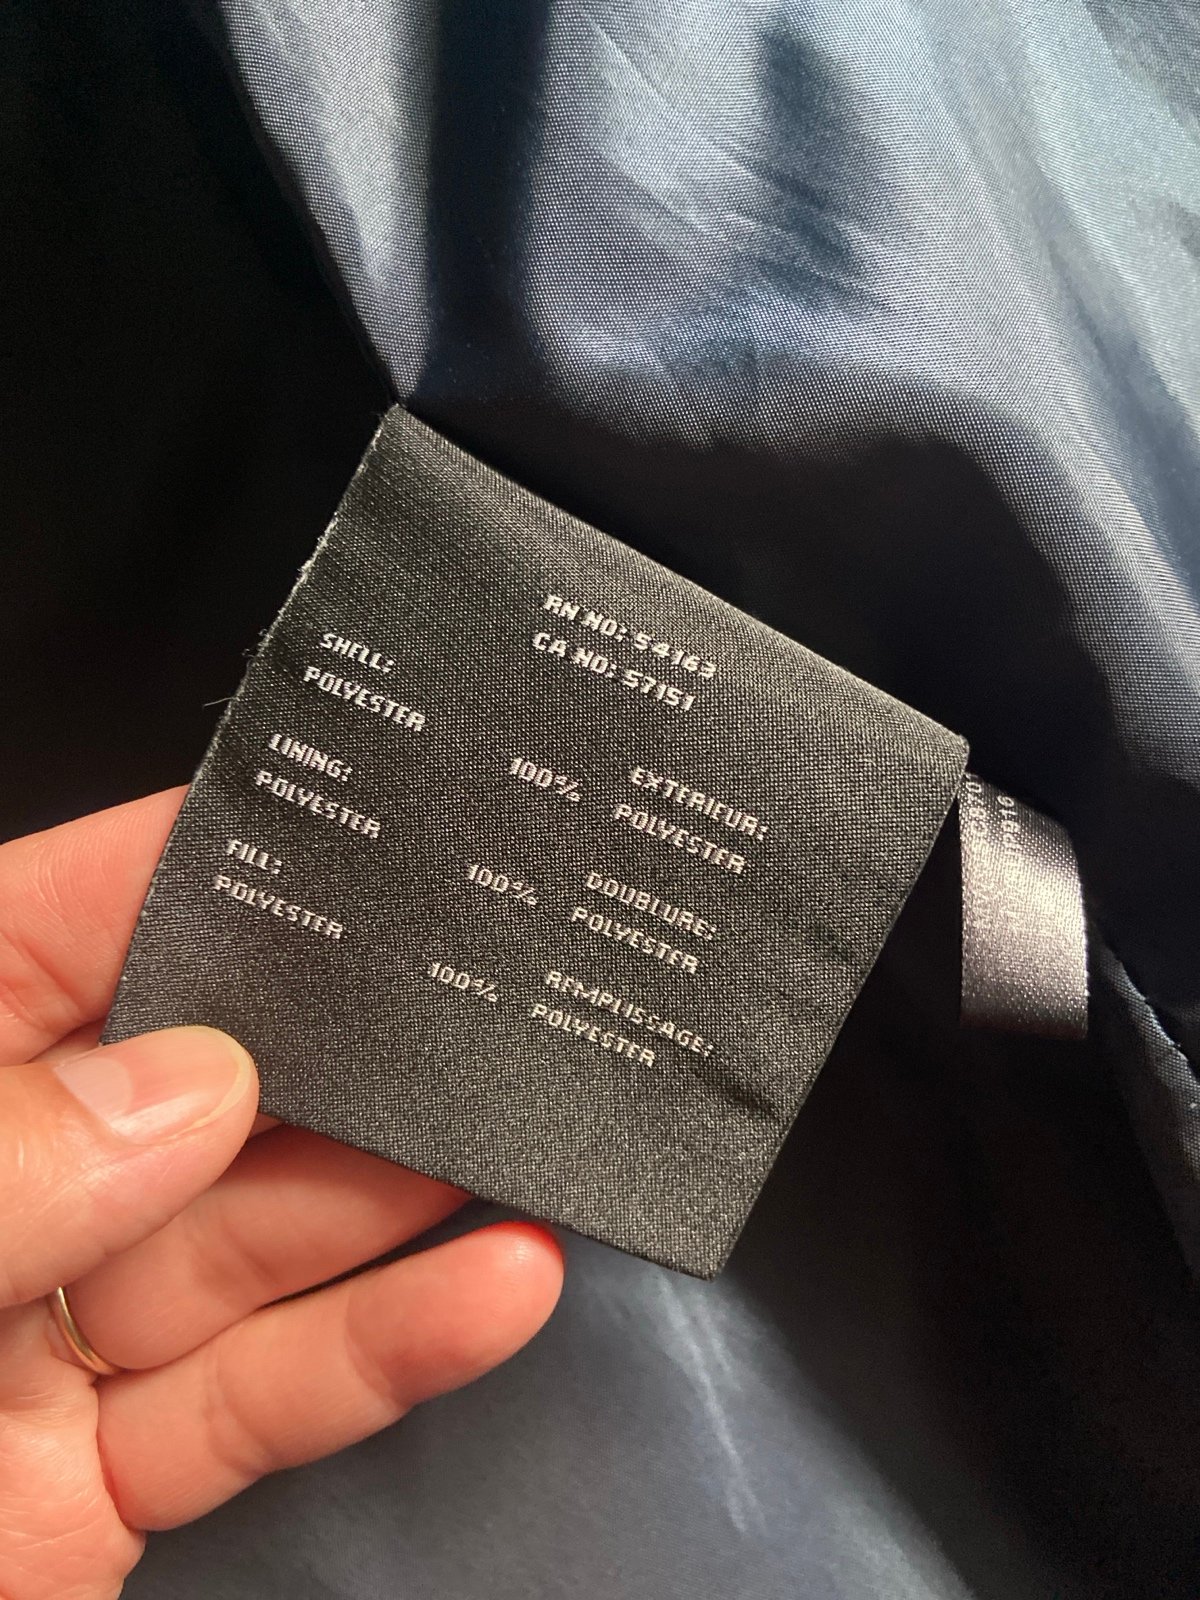 RN NO: 54163
CA NO: 57151
SHELL:
POLYESTER 100%
LINING:
POLYESTER 100%
FILL:
POLYESTER 100%
EXTERIEUR:
POLYESTER
DOUBLURE:
POLYESTER
REMPLISSAGE:
POLYESTER